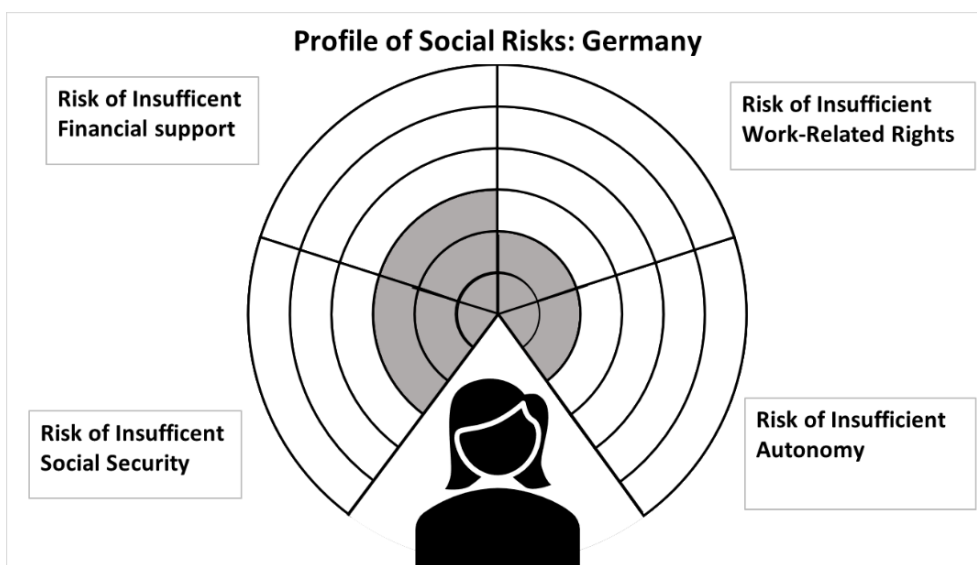 Profile of Social Risks: Germany
Risk of Insufficent
Financial support
Risk of Insufficient
Work-Related Rights
Risk of Insufficent
Social Security
Risk of Insufficient
Autonomy